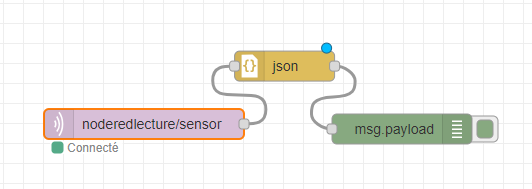 json
noderedlecture/sensor
msg.payload
Connecté